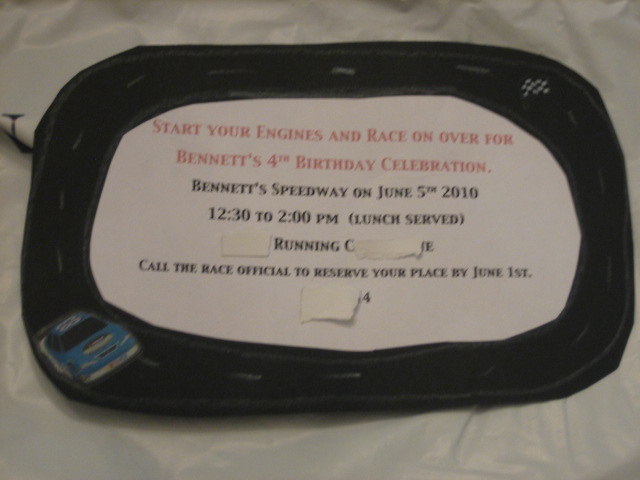 Start your Engines and Race on over for
Bennett's 4th Birthday Celebration.
Bennett's Speedway on June 5th 2010
12:30 to 2:00 pm (lunch served)
Running
Call the race official to reserve your place by June 1st.
4